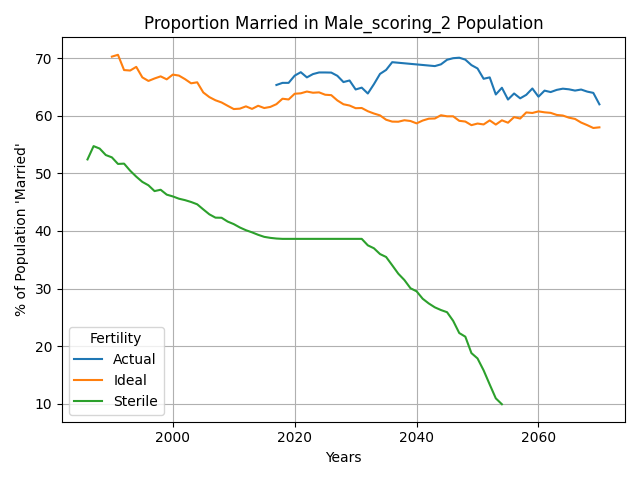 Proportion Married in Male_scoring_2 Population
% of Population 'Married'
70
60
50
40
30
20
10
Fertility
Actual
Ideal
Sterile
2000
2020
2040
2060
Years